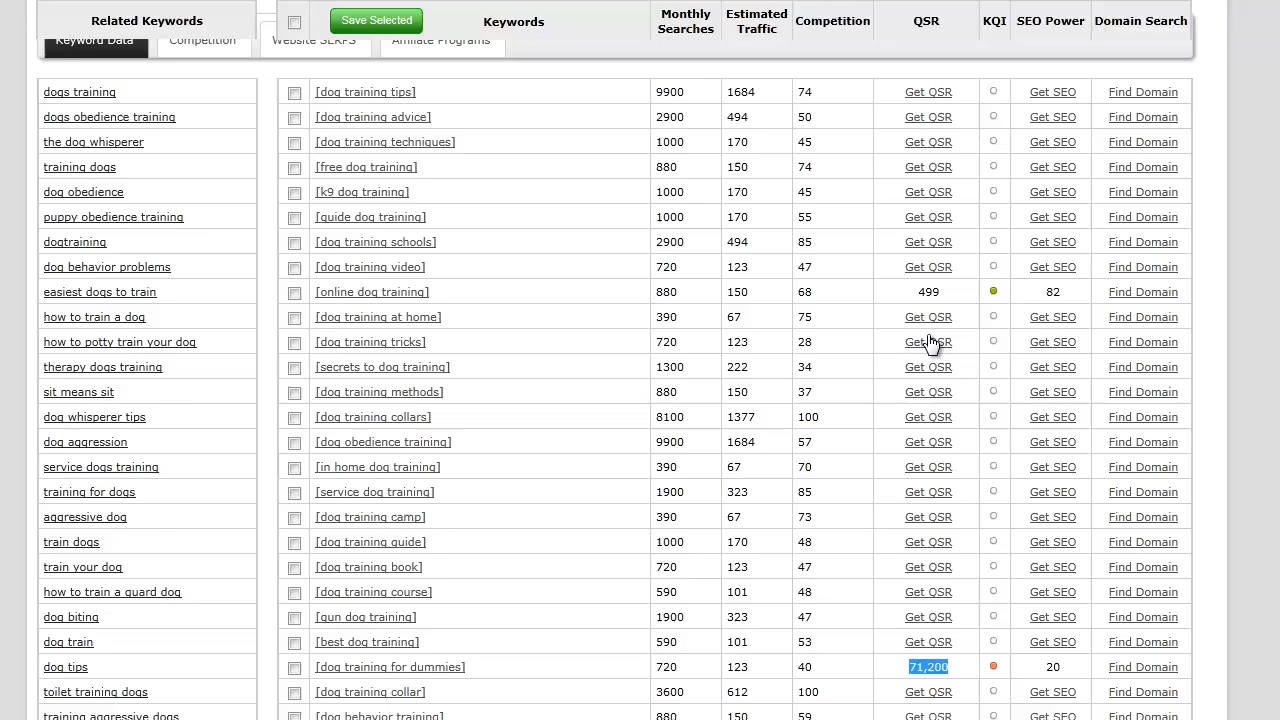 Related Keywords Save Selected Keywords Monthly Searches Estimated Traffic Competition QSR KQI SEO Power Domain Search
Keyword Data Competition Website SERPS Affiliate Programs
dogs training [dog training tips] 9900 1684 74 Get QSR Get SEO Find Domain
dogs obedience training [dog training advice] 2900 494 50 Get QSR Get SEO Find Domain
the dog whisperer [dog training techniques] 1000 170 45 Get QSR Get SEO Find Domain
training dogs [free dog training] 880 150 74 Get QSR Get SEO Find Domain
dog obedience [k9 dog training] 1000 170 45 Get QSR Get SEO Find Domain
puppy obedience training [guide dog training] 1000 170 55 Get QSR Get SEO Find Domain
dogtraining [dog training schools] 2900 494 85 Get QSR Get SEO Find Domain
dog behavior problems [dog training video] 720 123 47 Get QSR Get SEO Find Domain
easiest dogs to train [online dog training] 880 150 68 499 82 Find Domain
how to train a dog [dog training at home] 390 67 75 Get QSR Get SEO Find Domain
how to potty train your dog [dog training tricks] 720 123 28 Get QSR Get SEO Find Domain
therapy dogs training [secrets to dog training] 1300 222 34 Get QSR Get SEO Find Domain
sit means sit [dog training methods] 880 150 37 Get QSR Get SEO Find Domain
dog whisperer tips [dog training collars] 8100 1377 100 Get QSR Get SEO Find Domain
dog aggression [dog obedience training] 9900 1684 57 Get QSR Get SEO Find Domain
service dogs training [in home dog training] 390 67 70 Get QSR Get SEO Find Domain
training for dogs [service dog training] 1900 323 85 Get QSR Get SEO Find Domain
aggressive dog [dog training camp] 390 67 73 Get QSR Get SEO Find Domain
train dogs [dog training guide] 1000 170 48 Get QSR Get SEO Find Domain
train your dog [dog training book] 720 123 47 Get QSR Get SEO Find Domain
how to train a guard dog [dog training course] 590 101 48 Get QSR Get SEO Find Domain
dog biting [gun dog training] 1900 323 47 Get QSR Get SEO Find Domain
dog train [best dog training] 590 101 53 Get QSR Get SEO Find Domain
dog tips [dog training for dummies] 720 123 40 71,200 20 Find Domain
toilet training dogs [dog training collar] 3600 612 100 Get QSR Get SEO Find Domain
training aggressive dogs [dog behavior training] 880 150 59 Get QSR Get SEO Find Domain